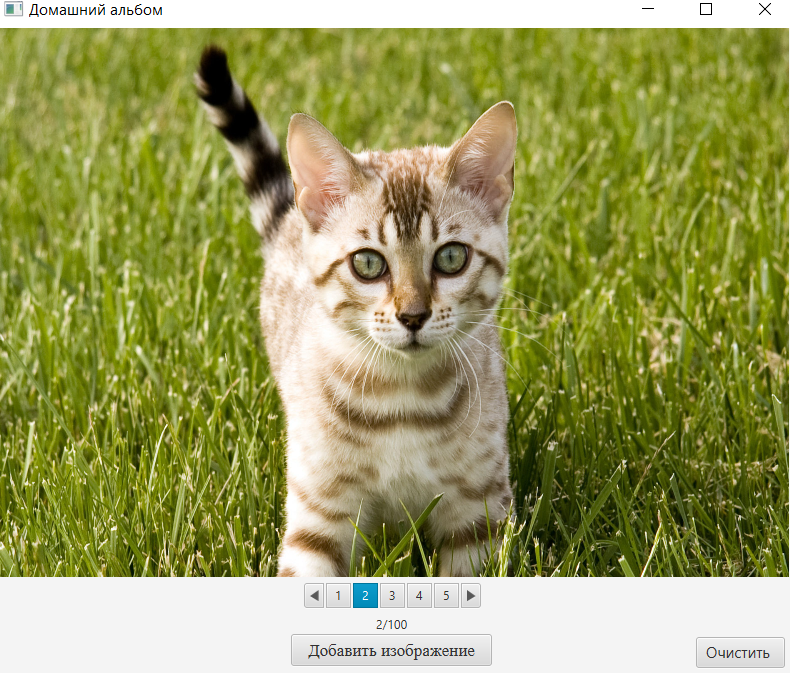 Домашний альбом
1 2 3 4 5
2/100
Добавить изображение
Очистить